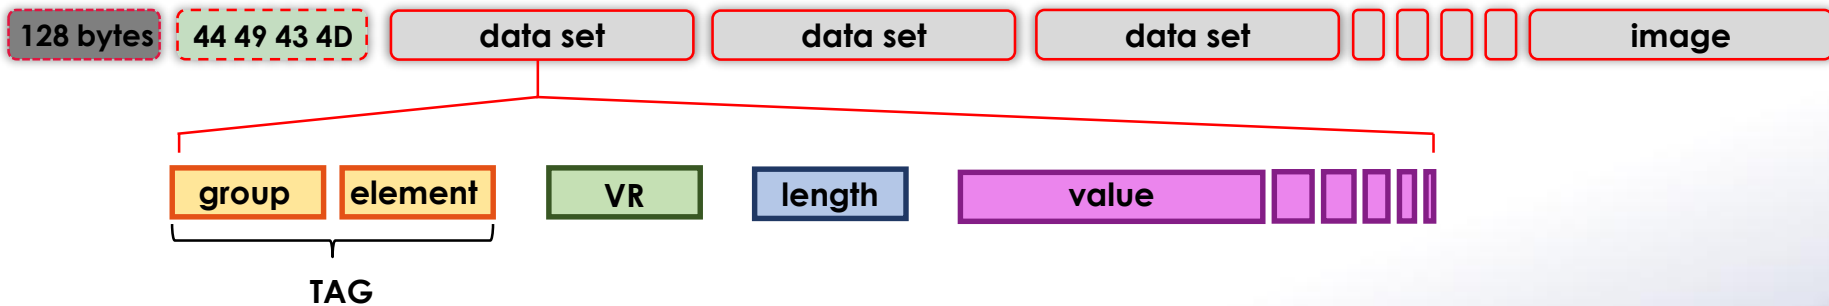 128 bytes 44 49 43 4D data set data set data set image
group element VR length value
TAG